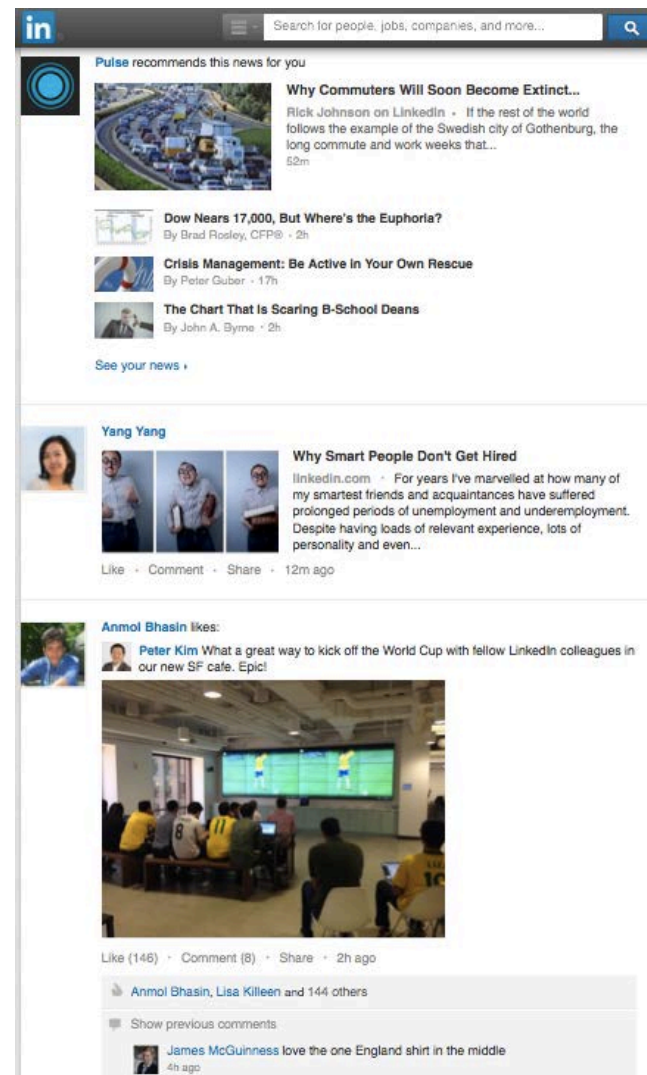 in
Search for people, jobs, companies, and more...
Pulse recommends this news for you
Why Commuters Will Soon Become Extinct...
Rick Johnson on LinkedIn · If the rest of the world
follows the example of the Swedish city of Gothenburg, the
long commute and work weeks that...
52m
Dow Nears 17,000, But Where's the Euphoria?
By Brad Rosley, CFP® · 2h
Crisis Management: Be Active in Your Own Rescue
By Peter Guber · 17h
The Chart That Is Scaring B-School Deans
By John A. Byrne · 2h
See your news ›
Yang Yang
Why Smart People Don't Get Hired
linkedin.com · For years I've marvelled at how many of
my smartest friends and acquaintances have suffered
prolonged periods of unemployment and underemployment.
Despite having loads of relevant experience, lots of
personality and even...
Like · Comment · Share · 12m ago
Anmol Bhasin likes:
Peter Kim What a great way to kick off the World Cup with fellow LinkedIn colleagues in
our new SF cafe. Epic!
8
11
10
Like (146) · Comment (8) · Share · 2h ago
Anmol Bhasin, Lisa Killeen and 144 others
Show previous comments
James McGuinness love the one England shirt in the middle
4h ago